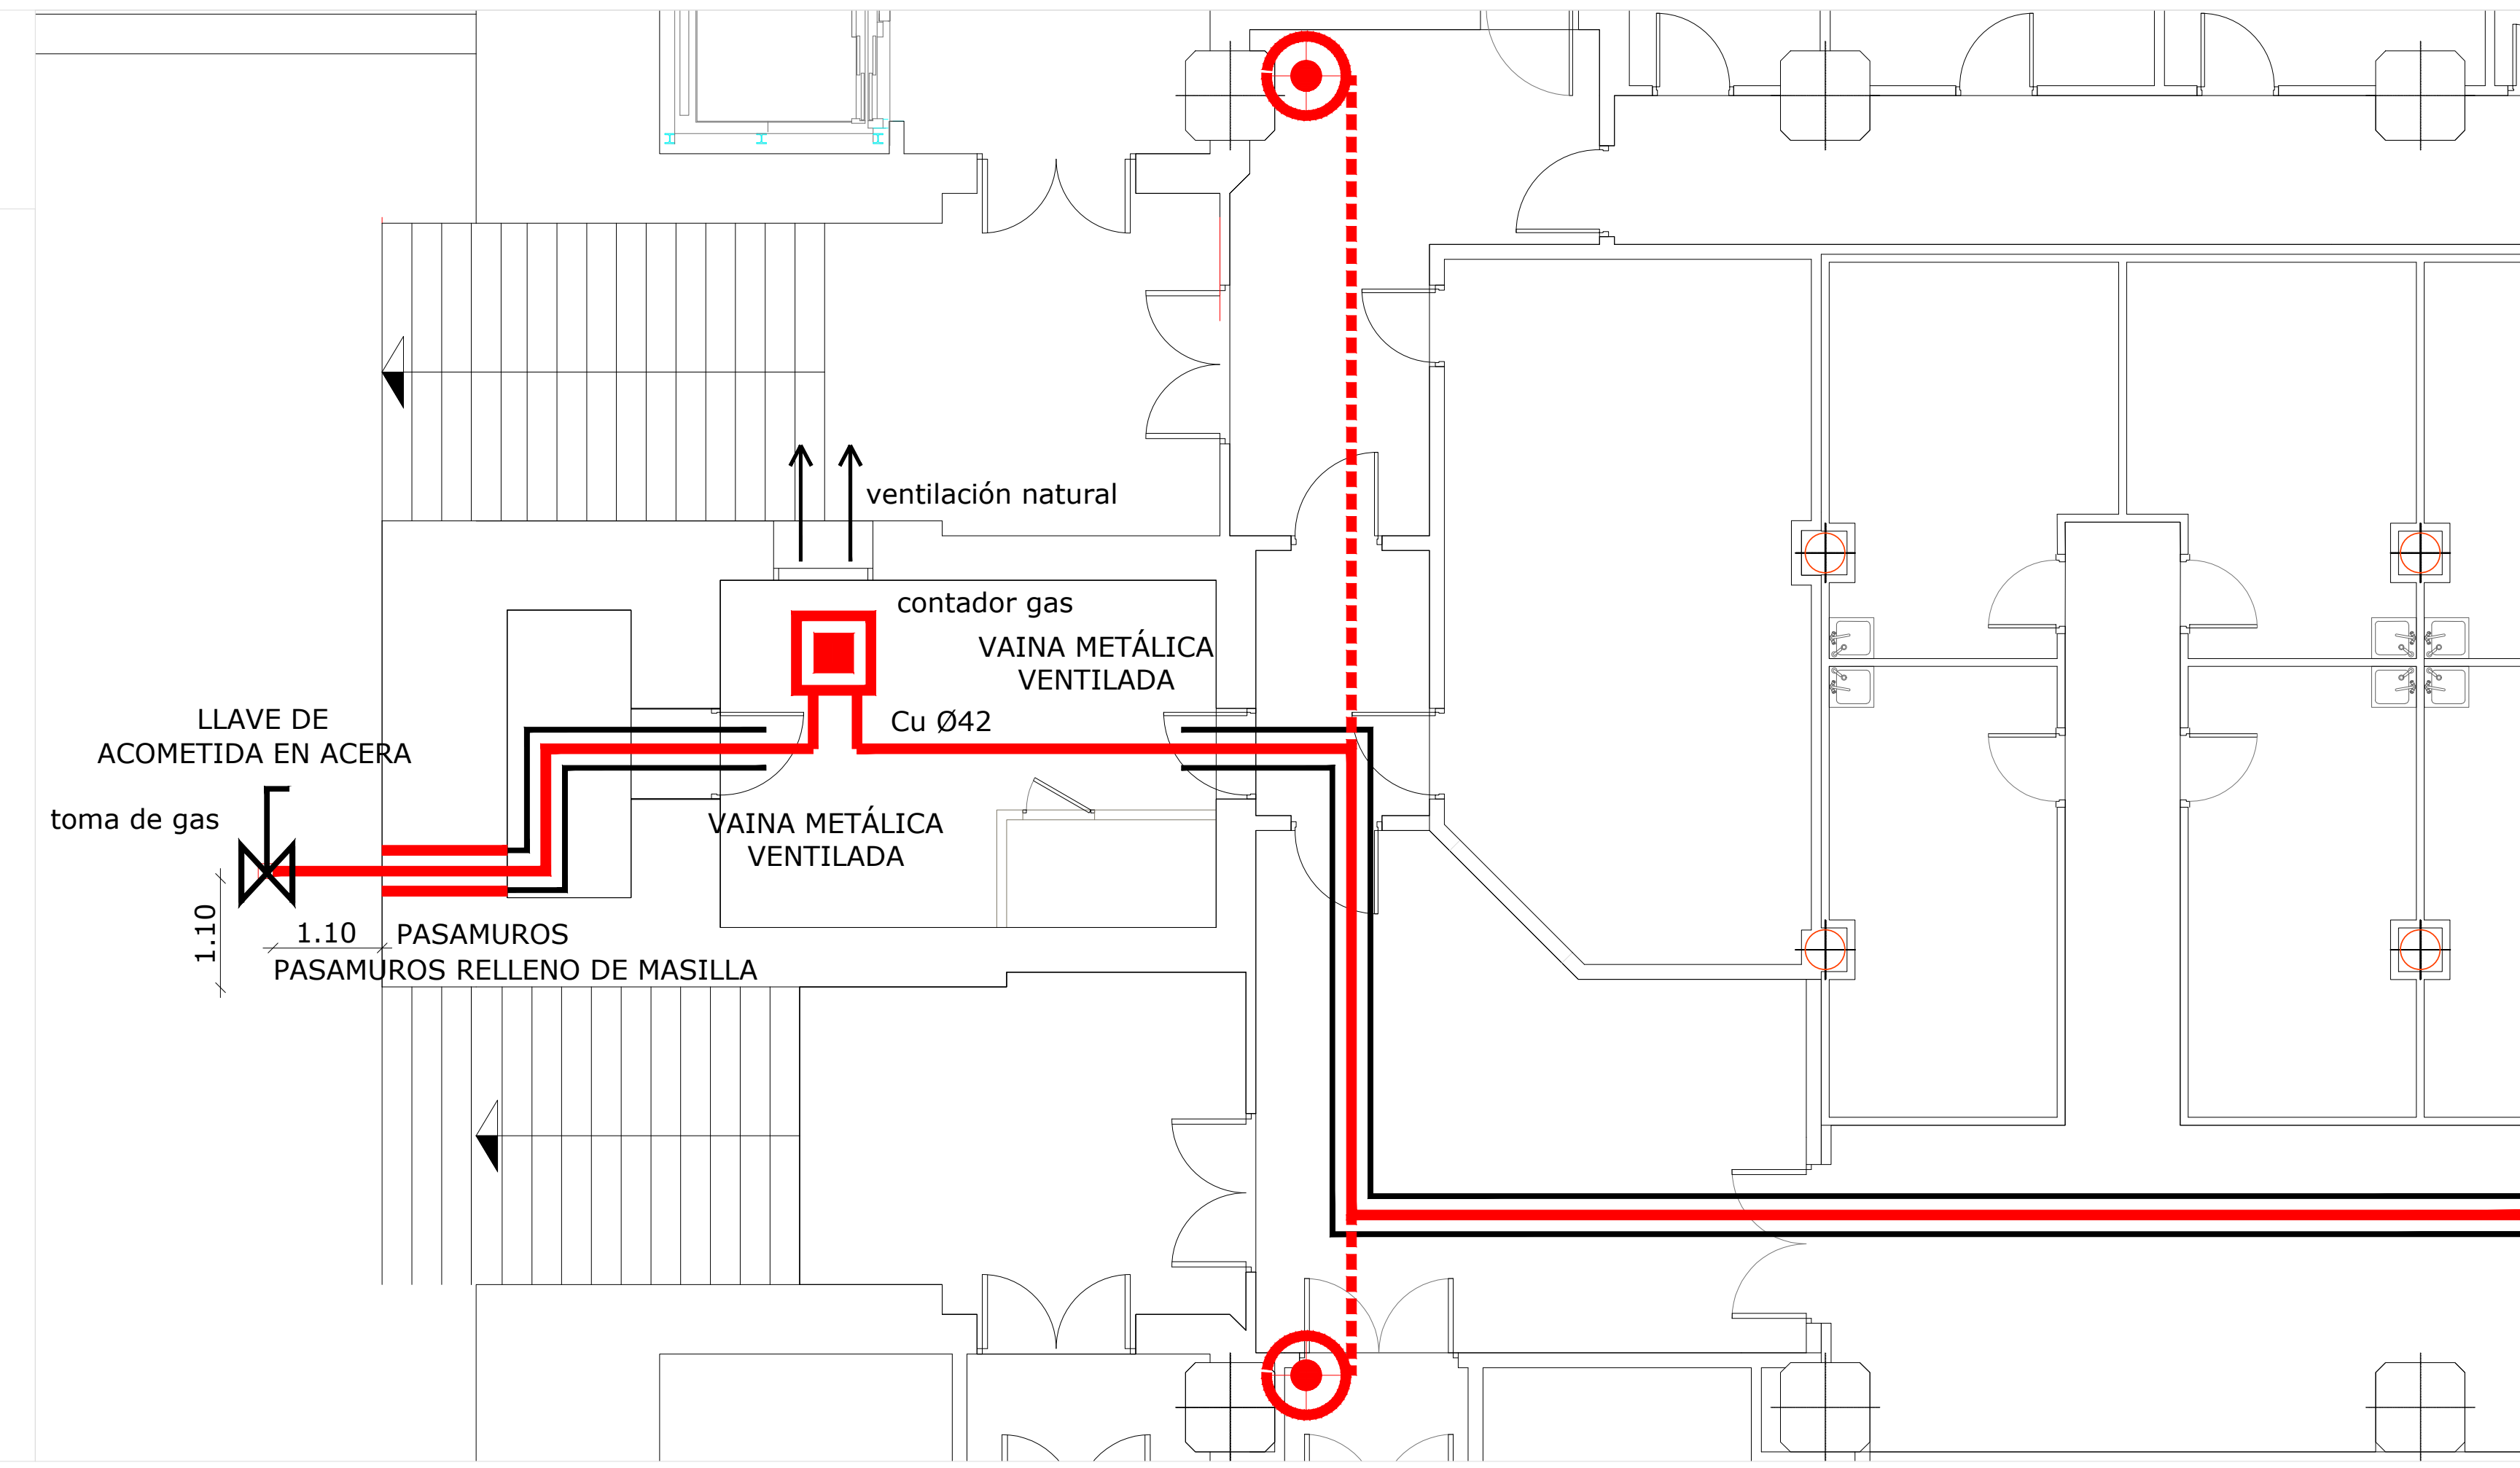 ventilación natural
contador gas
VAINA METÁLICA
VENTILADA
Cu Ø42
LLAVE DE
ACOMETIDA EN ACERA
toma de gas
VAINA METÁLICA
VENTILADA
1.10
1.10
PASAMUROS
PASAMUROS RELLENO DE MASILLA